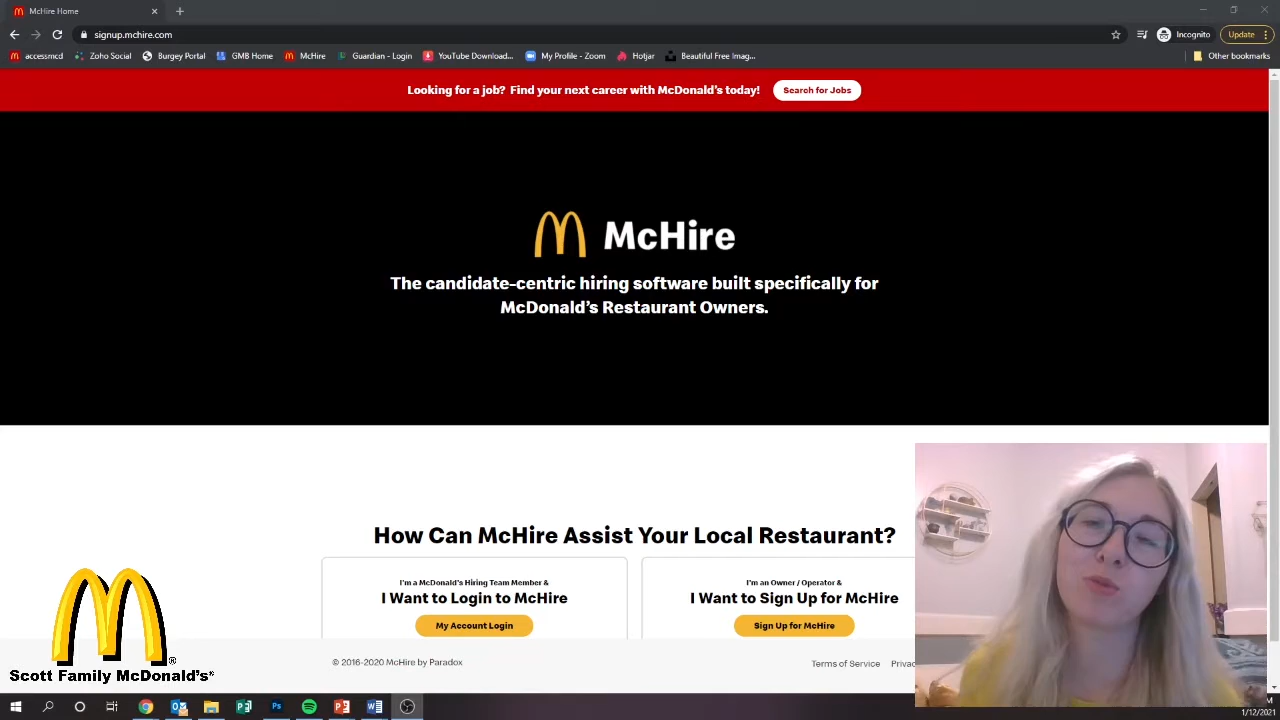 McHire Home
signup.mchire.com
Incognito
Update
accessmcd
Zoho Social
Burgey Portal
GMB Home
McHire
Guardian - Login
YouTube Download...
My Profile - Zoom
Hotjar
Beautiful Free Imag...
Other bookmarks
Looking for a job? Find your next career with McDonald's today!
Search for Jobs
McHire
The candidate-centric hiring software built specifically for
McDonald's Restaurant Owners.
How Can McHire Assist Your Local Restaurant?
I'm a McDonald's Hiring Team Member &
I Want to Login to McHire
My Account Login
I'm an Owner / Operator &
I Want to Sign Up for McHire
Sign Up for McHire
© 2016-2020 McHire by Paradox
Terms of Service
Scott Family McDonald's®
1/12/2021